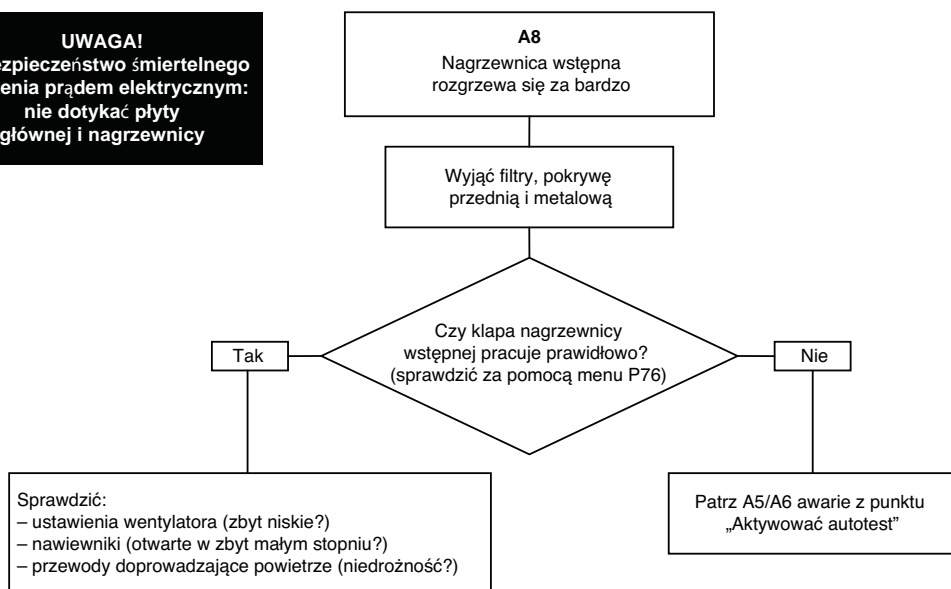 UWAGA!
śmiertelnego
prądem elektrycznym:
nie dotykać płyty
głównej i nagrzewnicy
A8
Nagrzewnica wstępna
rozgrzewa się za bardzo
Wyjąć filtry, pokrywę
przednią i metalową
Czy klapa nagrzewnicy
wstępnej pracuje prawidłowo?
(sprawdzić za pomocą menu P76)
Tak
Nie
Sprawdzić:
– ustawienia wentylatora (zbyt niskie?)
– nawiewniki (otwarte w zbyt małym stopniu?)
– przewody doprowadzające powietrze (niedrożność?)
Patrz A5/A6 awarie z punktu
„Aktywować autotest”